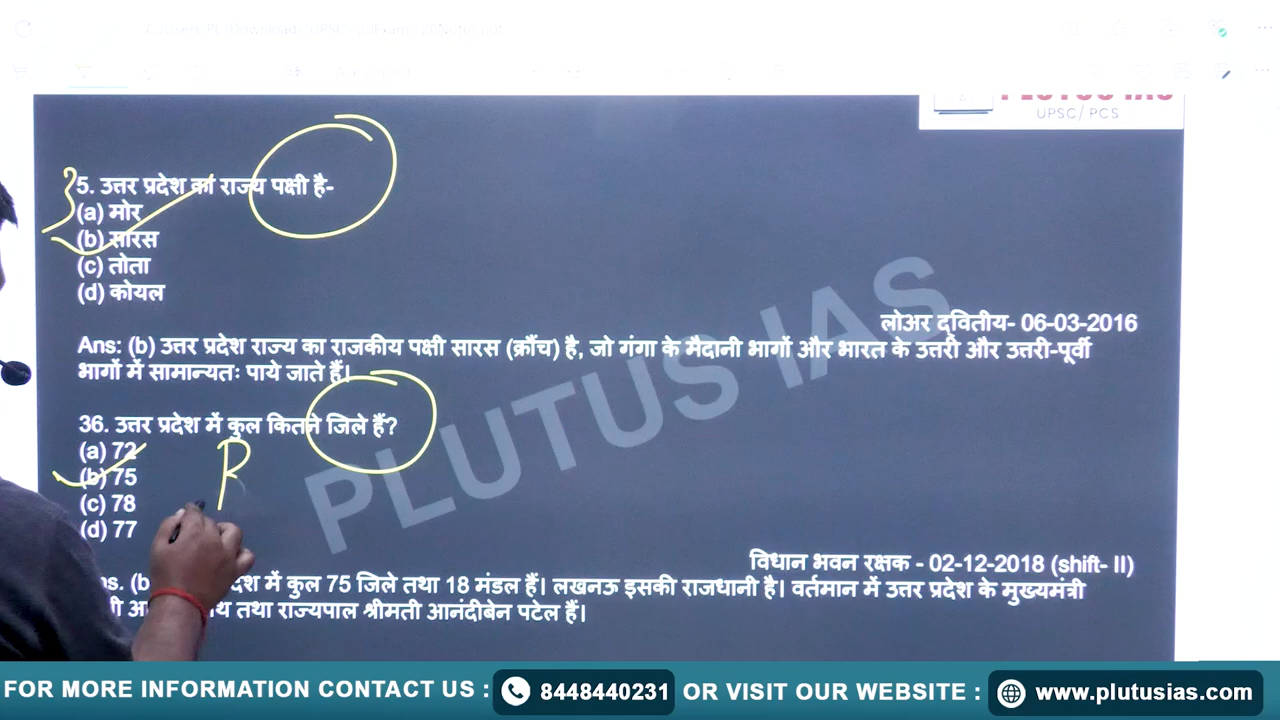 UPSC/ PCS
35. उत्तर प्रदेश का राज्य पक्षी है-
(a) मोर
(b) सारस
(c) तोता
(d) कोयल
लोअर द्वितीय- 06-03-2016
Ans: (b) उत्तर प्रदेश राज्य का राजकीय पक्षी सारस (क्रौंच) है, जो गंगा के मैदानी भागों और भारत के उत्तरी और उत्तरी-पूर्वी
भागों में सामान्यतः पाये जाते हैं।
36. उत्तर प्रदेश में कुल कितने जिले हैं?
(a) 72
(b) 75
(c) 78
(d) 77
R
विधान भवन रक्षक - 02-12-2018 (shift- II)
(b) में कुल 75 जिले तथा 18 मंडल हैं। लखनऊ इसकी राजधानी है। वर्तमान में उत्तर प्रदेश के मुख्यमंत्री
तथा राज्यपाल श्रीमती आनंदीबेन पटेल हैं।
PLUTUS IAS
FOR MORE INFORMATION CONTACT US : 8448440231 OR VISIT OUR WEBSITE : www.plutusias.com